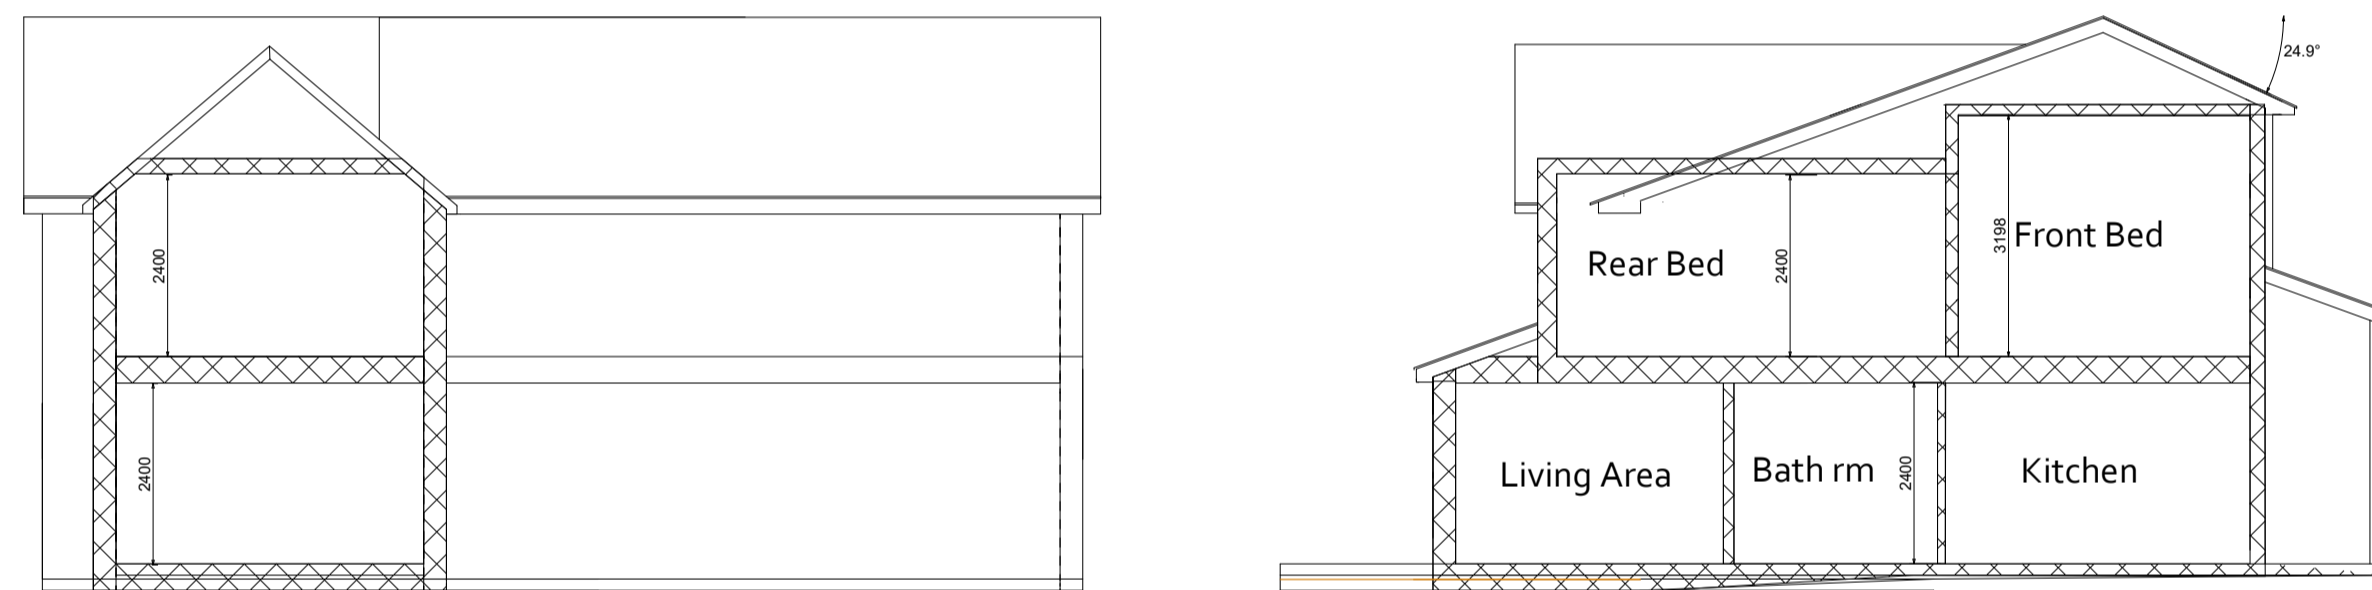 2400
2400
24.9°
Rear Bed
2400
3198
Front Bed
Living Area
Bath rm
2400
Kitchen